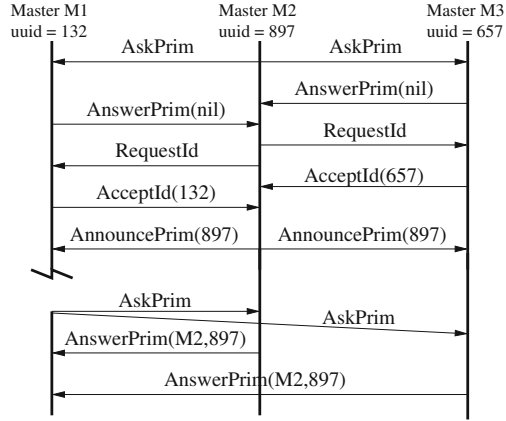 Master M1 Master M2 Master M3
uuid = 132 uuid = 897 uuid = 657
AskPrim AskPrim
AnswerPrim(nil)
AnswerPrim(nil)
RequestId
RequestId
AcceptId(657)
AcceptId(132)
AnnouncePrim(897) AnnouncePrim(897)
AskPrim
AskPrim
AnswerPrim(M2,897)
AnswerPrim(M2,897)